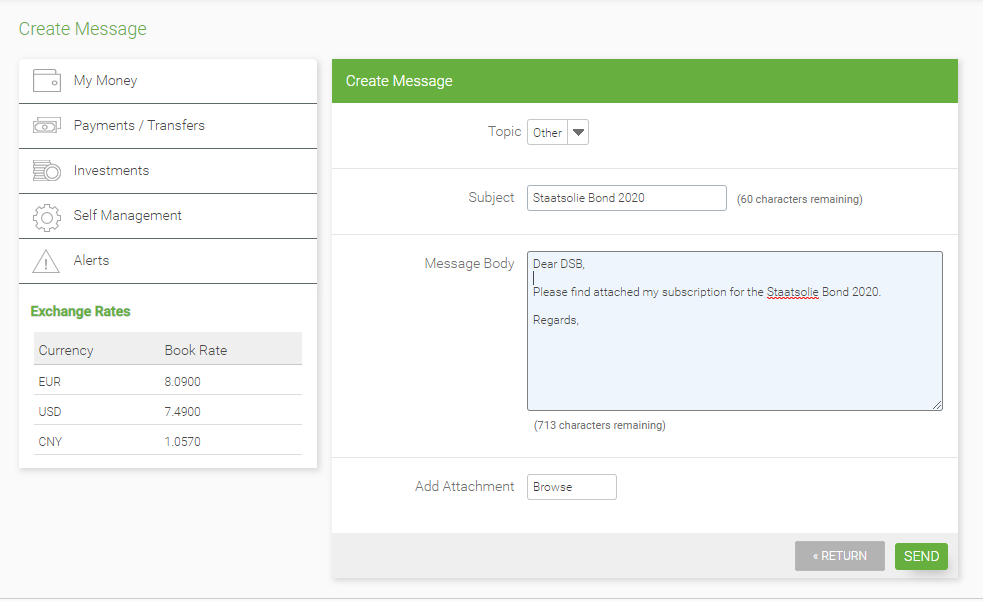 Create Message
My Money
Payments / Transfers
Investments
Self Management
Alerts
Exchange Rates
Currency Book Rate
EUR 8.0900
USD 7.4900
CNY 1.0570
Create Message
Topic Other
Subject Staatsolie Bond 2020 (60 characters remaining)
Message Body Dear DSB,
Please find attached my subscription for the Staatsolie Bond 2020.
Regards,
(713 characters remaining)
Add Attachment Browse
« RETURN SEND